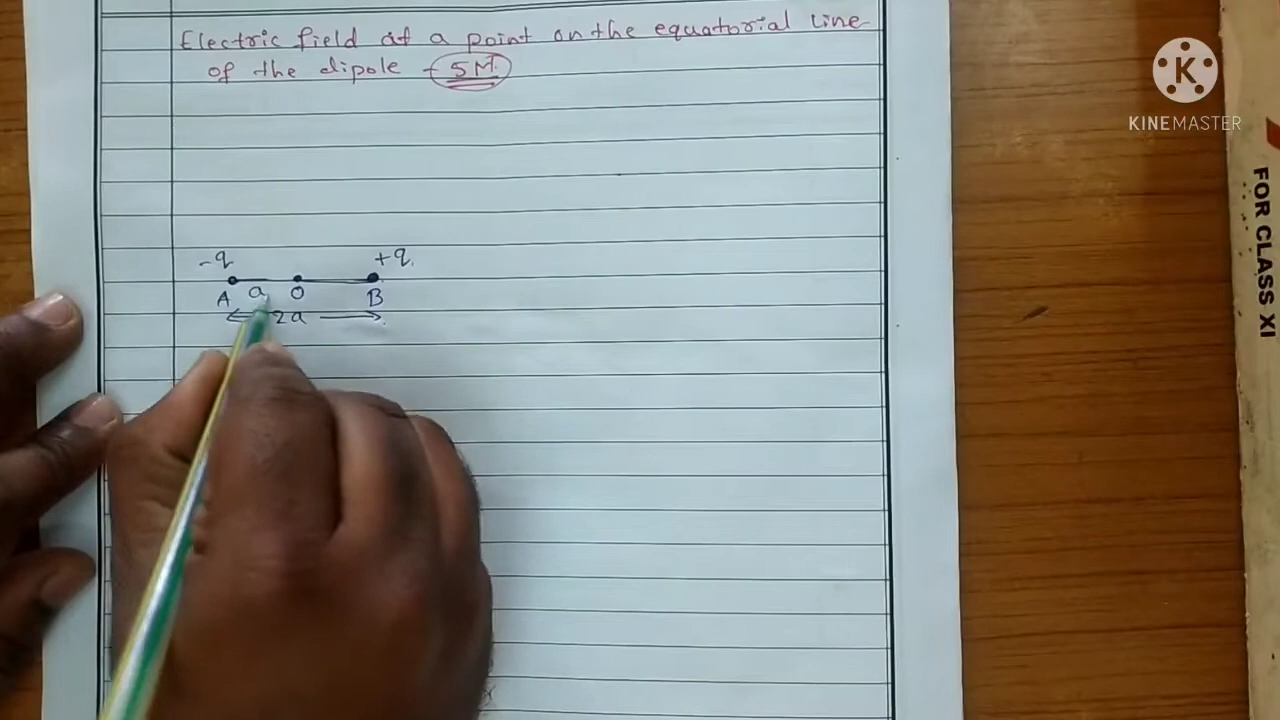 Electric field at a point on the equatorial line
of the dipole - 5M
K
KINEMASTER
FOR CLASS XI
-q +q
a
A O B
2a